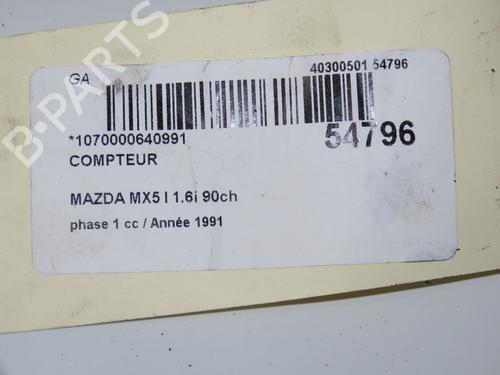 GA
40300501 54796
*1070000640991
54796
COMPTEUR
MAZDA MX5 I 1.6i 90ch
phase 1 cc / Année 1991
B-PARTS